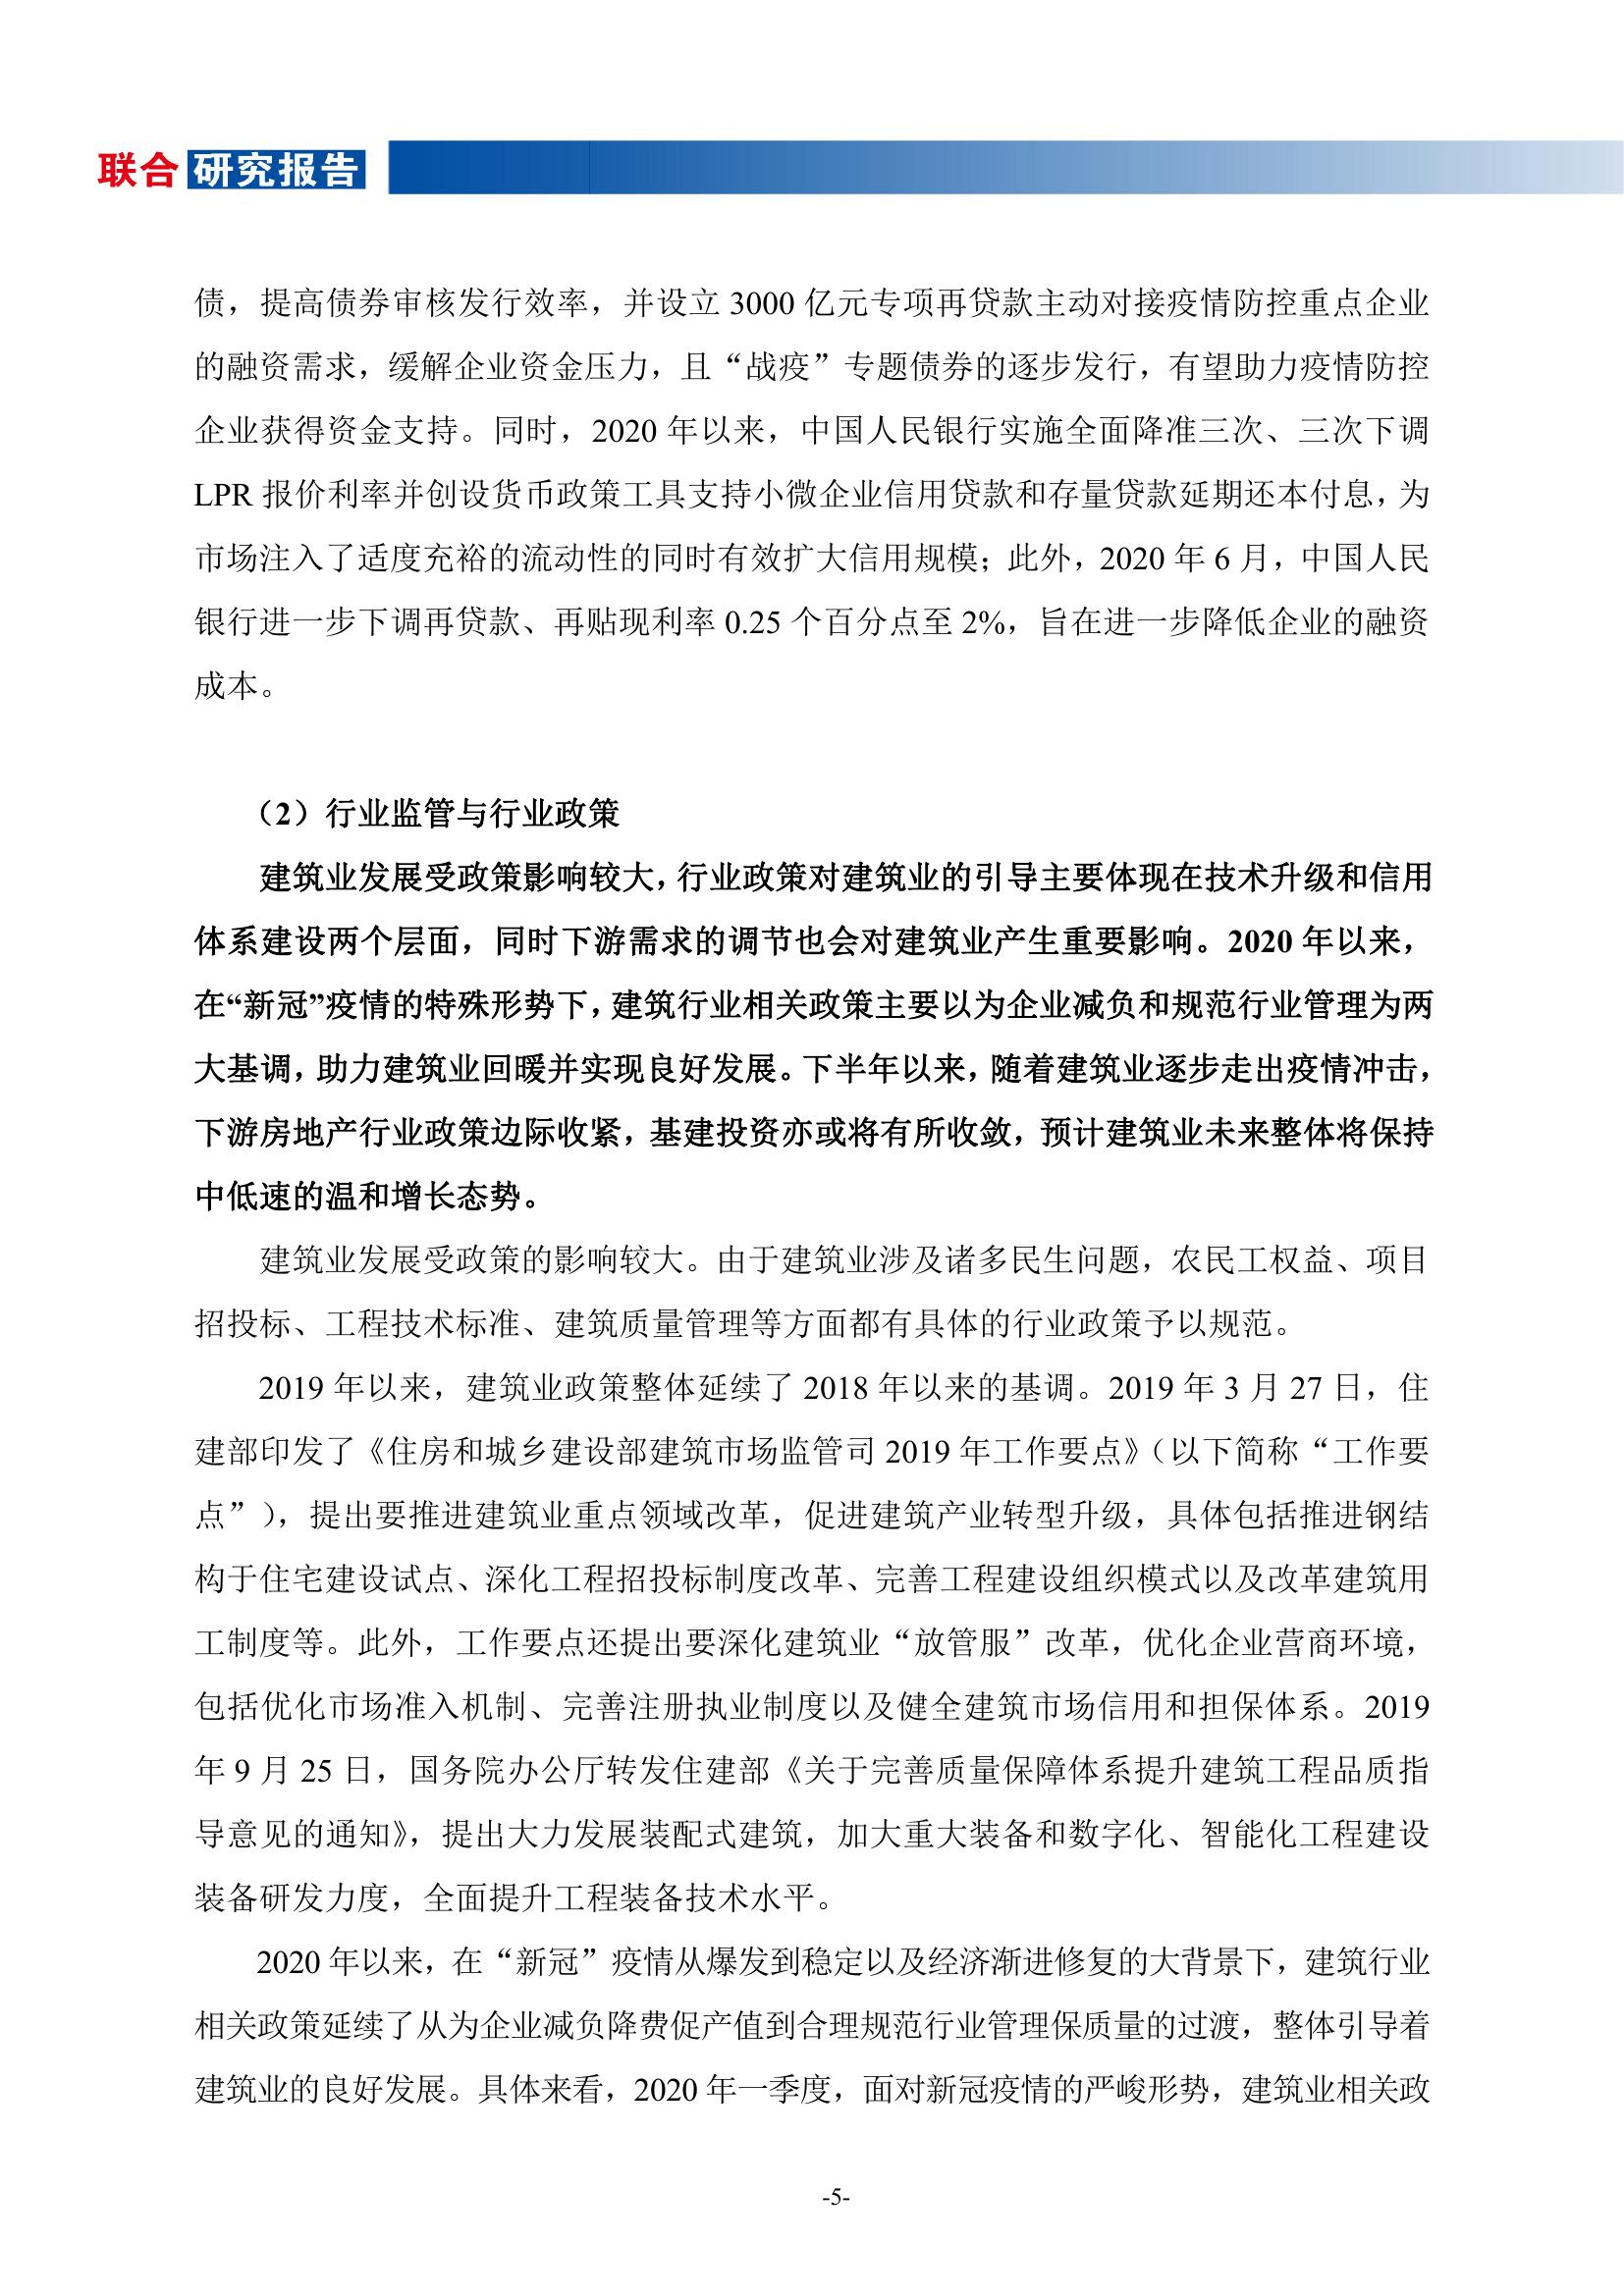 联合 研究报告
债，提高债券审核发行效率，并设立 3000 亿元专项再贷款主动对接疫情防控重点企业
的融资需求，缓解企业资金压力，且“战疫”专题债券的逐步发行，有望助力疫情防控
企业获得资金支持。同时，2020 年以来，中国人民银行实施全面降准三次、三次下调
LPR 报价利率并创设货币政策工具支持小微企业信用贷款和存量贷款延期还本付息，为
市场注入了适度充裕的流动性的同时有效扩大信用规模；此外，2020 年 6 月，中国人民
银行进一步下调再贷款、再贴现利率 0.25 个百分点至 2%，旨在进一步降低企业的融资
成本。
（2）行业监管与行业政策
建筑业发展受政策影响较大，行业政策对建筑业的引导主要体现在技术升级和信用
体系建设两个层面，同时下游需求的调节也会对建筑业产生重要影响。2020 年以来，
在“新冠”疫情的特殊形势下，建筑行业相关政策主要以为企业减负和规范行业管理为两
大基调，助力建筑业回暖并实现良好发展。下半年以来，随着建筑业逐步走出疫情冲击，
下游房地产行业政策边际收紧，基建投资亦或将有所收敛，预计建筑业未来整体将保持
中低速的温和增长态势。
建筑业发展受政策的影响较大。由于建筑业涉及诸多民生问题，农民工权益、项目
招投标、工程技术标准、建筑质量管理等方面都有具体的行业政策予以规范。
2019 年以来，建筑业政策整体延续了 2018 年以来的基调。2019 年 3 月 27 日，住
建部印发了《住房和城乡建设部建筑市场监管司 2019 年工作要点》（以下简称“工作要
点”），提出要推进建筑业重点领域改革，促进建筑产业转型升级，具体包括推进钢结
构于住宅建设试点、深化工程招投标制度改革、完善工程建设组织模式以及改革建筑用
工制度等。此外，工作要点还提出要深化建筑业“放管服”改革，优化企业营商环境，
包括优化市场准入机制、完善注册执业制度以及健全建筑市场信用和担保体系。2019
年 9 月 25 日，国务院办公厅转发住建部《关于完善质量保障体系提升建筑工程品质指
导意见的通知》，提出大力发展装配式建筑，加大重大装备和数字化、智能化工程建设
装备研发力度，全面提升工程装备技术水平。
2020 年以来，在“新冠”疫情从爆发到稳定以及经济渐进修复的大背景下，建筑行业
相关政策延续了从为企业减负降费促产值到合理规范行业管理保质量的过渡，整体引导着
建筑业的良好发展。具体来看，2020 年一季度，面对新冠疫情的严峻形势，建筑业相关政
-5-